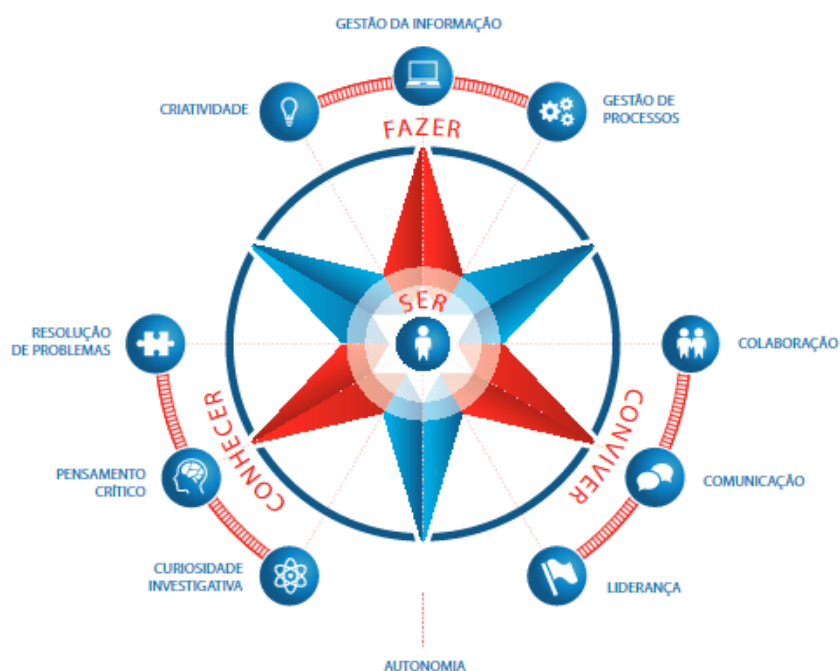 GESTÃO DA INFORMAÇÃO
CRIATIVIDADE
GESTÃO DE
PROCESSOS
FAZER
SER
RESOLUÇÃO
DE PROBLEMAS
COLABORAÇÃO
CONHECER
CONVIVER
PENSAMENTO
CRÍTICO
COMUNICAÇÃO
CURIOSIDADE
INVESTIGATIVA
LIDERANÇA
AUTONOMIA